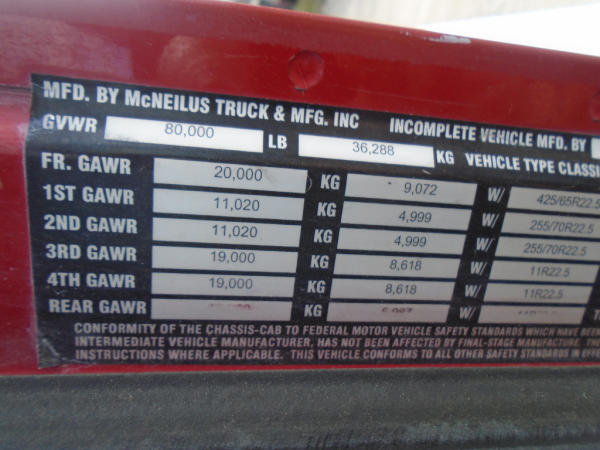 MFD. BY McNEILUS TRUCK & MFG. INC INCOMPLETE VEHICLE MFD. BY
GVWR 80,000 LB 36,288 KG VEHICLE TYPE CLASSI
FR. GAWR 20,000 KG 9,072 W/ 425/65R22.5
1ST GAWR 11,020 KG 4,999 W/ 255/70R22.5
2ND GAWR 11,020 KG 4,999 W/ 255/70R22.5
3RD GAWR 19,000 KG 8,618 W/ 11R22.5
4TH GAWR 19,000 KG 8,618 W/ 11R22.5
REAR GAWR KG W/
CONFORMITY OF THE CHASSIS-CAB TO FEDERAL MOTOR VEHICLE SAFETY STANDARDS WHICH HAVE BEEN
INTERMEDIATE VEHICLE MANUFACTURER, HAS NOT BEEN AFFECTED BY FINAL-STAGE MANUFACTURE. THE
INSTRUCTIONS WHERE APPLICABLE. THIS VEHICLE CONFORMS TO ALL OTHER SAFETY STANDARDS IN EFF